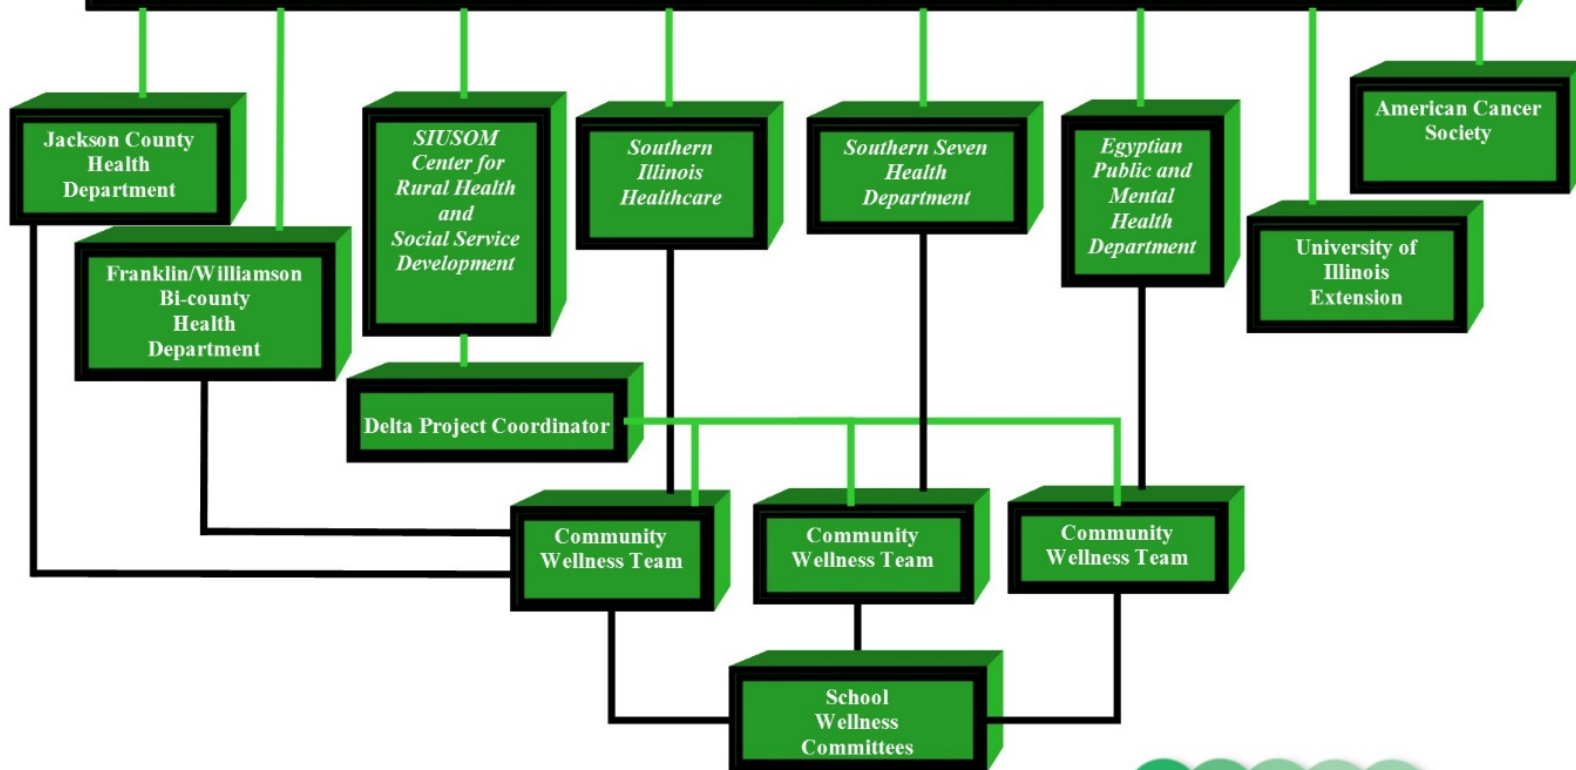 Jackson County
Health
Department
Franklin/Williamson
Bi-county
Health
Department
SIUSOM
Center for
Rural Health
and
Social Service
Development
Southern
Illinois
Healthcare
Southern Seven
Health
Department
Egyptian
Public and
Mental
Health
Department
University of
Illinois
Extension
American Cancer
Society
Delta Project Coordinator
Community
Wellness Team
Community
Wellness Team
Community
Wellness Team
School
Wellness
Committees